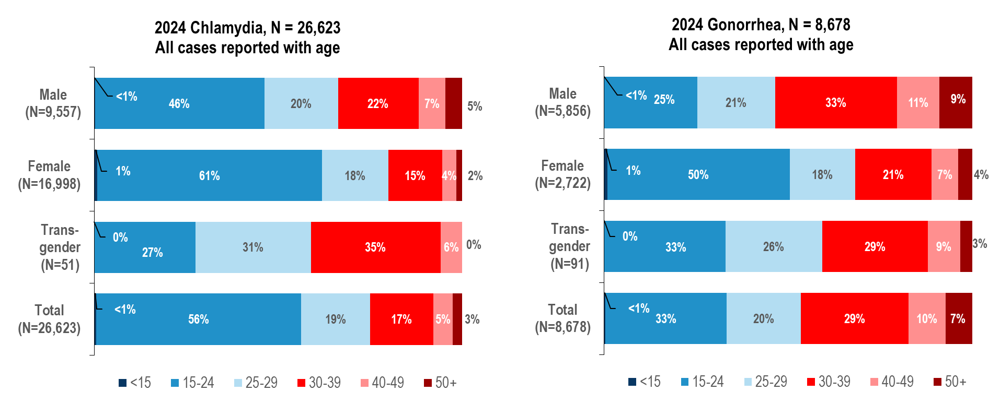 2024 Chlamydia, N = 26,623
All cases reported with age
Male
(N=9,557)
<1%
46%
20%
22%
7%
5%
Female
(N=16,998)
1%
61%
18%
15%
4%
2%
Trans-
gender
(N=51)
0%
27%
31%
35%
6%
0%
Total
(N=26,623)
<1%
56%
19%
17%
5%
3%
<15
15-24
25-29
30-39
40-49
50+
2024 Gonorrhea, N = 8,678
All cases reported with age
Male
(N=5,856)
<1%
25%
21%
33%
11%
9%
Female
(N=2,722)
1%
50%
18%
21%
7%
4%
Trans-
gender
(N=91)
0%
33%
26%
29%
9%
3%
Total
(N=8,678)
<1%
33%
20%
29%
10%
7%
<15
15-24
25-29
30-39
40-49
50+